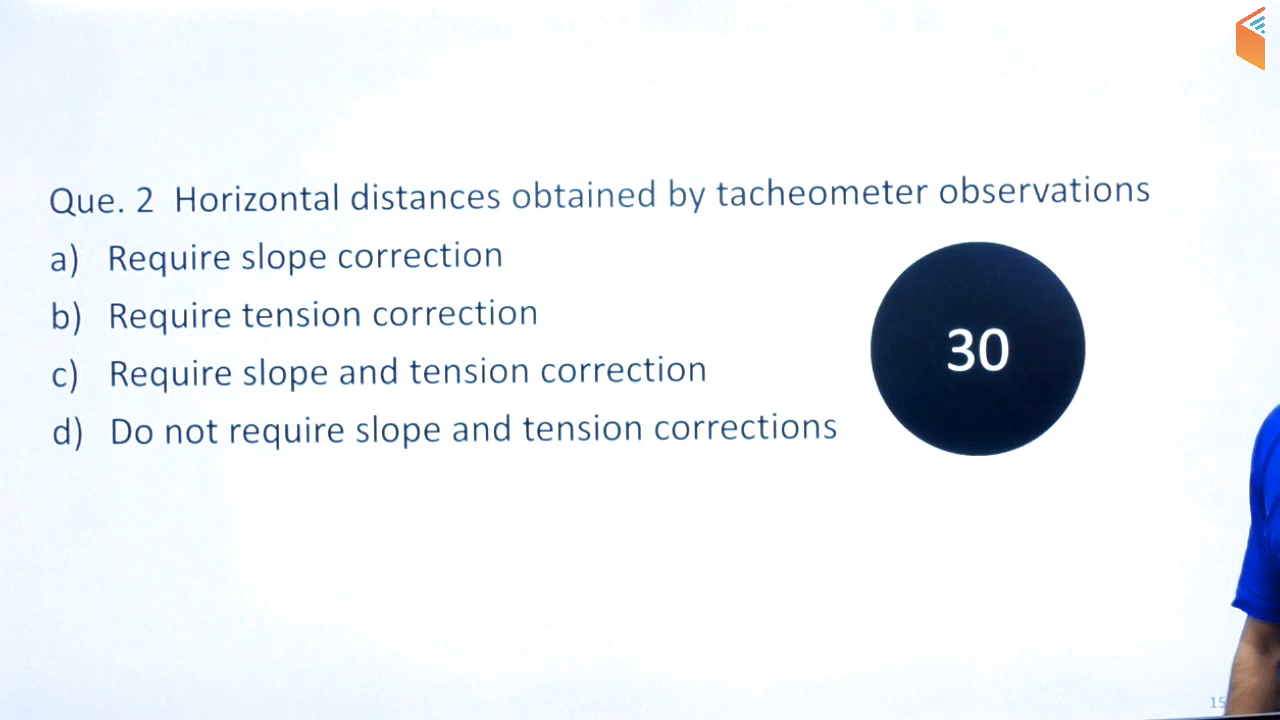 Que. 2 Horizontal distances obtained by tacheometer observations
a) Require slope correction
b) Require tension correction
c) Require slope and tension correction
d) Do not require slope and tension corrections
30
15